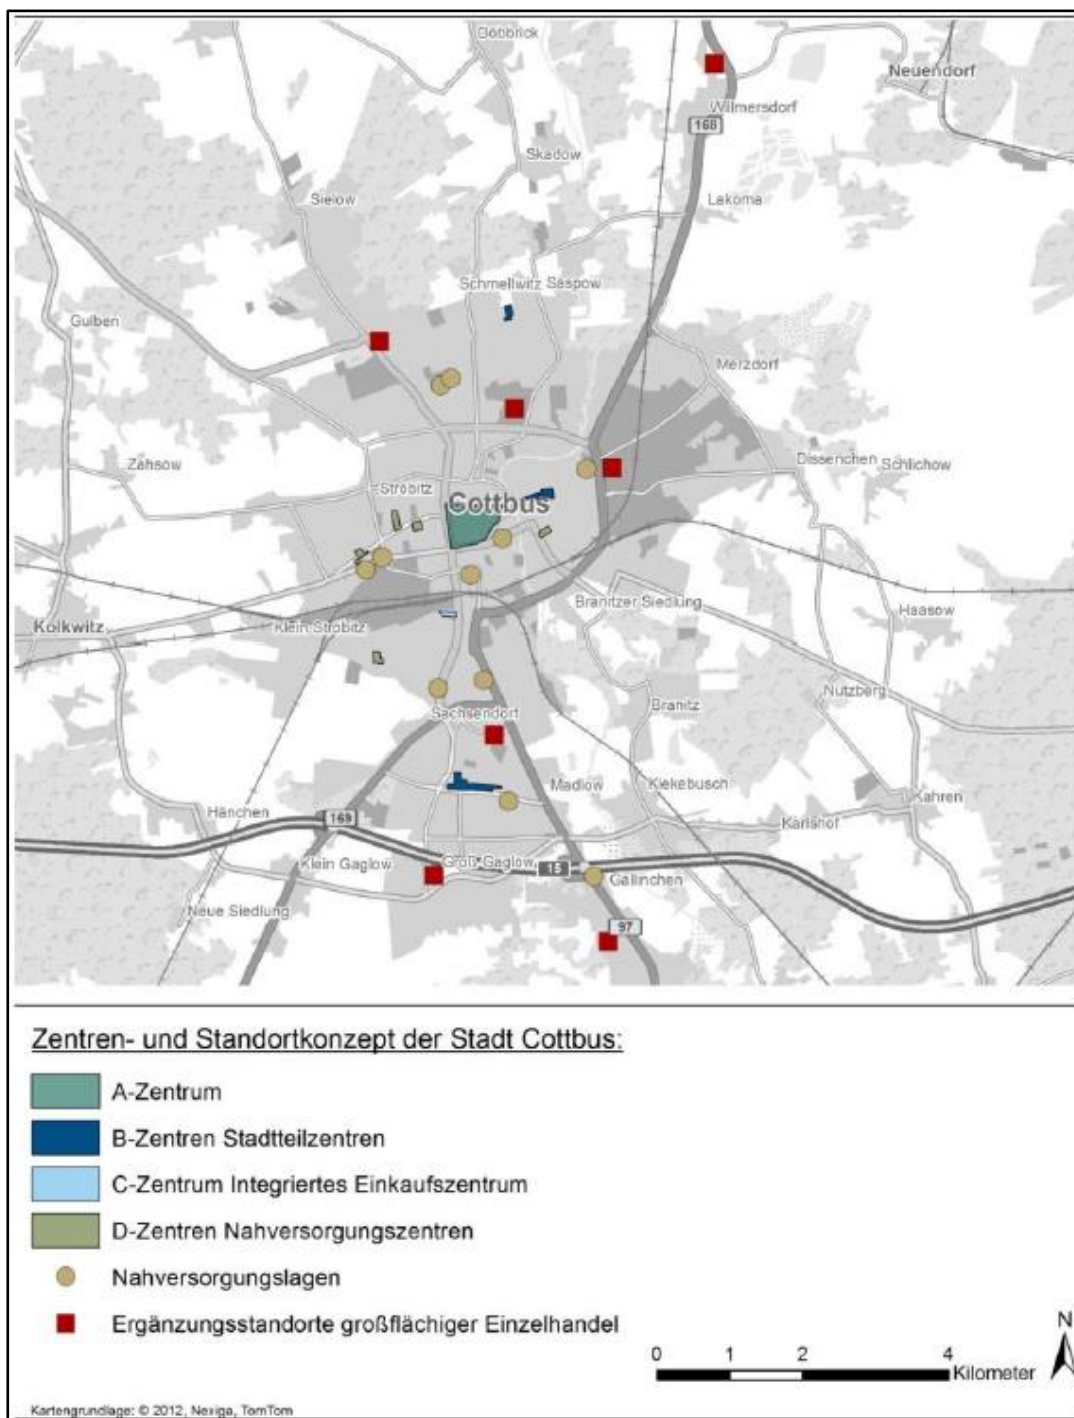 Döbbrick
Neuendorf
Willmersdorf
168
Skadow
Sielow
Lakoma
Schmellwitz Saspow
Gulben
Merzdorf
Zahsow
Dissenchen Schlichow
Ströbitz
Cottbus
Branitzer Siedlung
Haasow
Kolkwitz
Klein Ströbitz
Nutzberg
Branitz
Sachsendorf
Madlow
Kiekebusch
Kahren
Hänchen
169
Karlshof
Klein Gaglow
Groß Gaglow
15
Gallinchen
Neue Siedlung
97
Zentren- und Standortkonzept der Stadt Cottbus:
A-Zentrum
B-Zentren Stadtteilzentren
C-Zentrum Integriertes Einkaufszentrum
D-Zentren Nahversorgungszentren
Nahversorgungslagen
Ergänzungsstandorte großflächiger Einzelhandel
N
0 1 2 4
Kilometer
Kartengrundlage: © 2012, Nexiga, TomTom